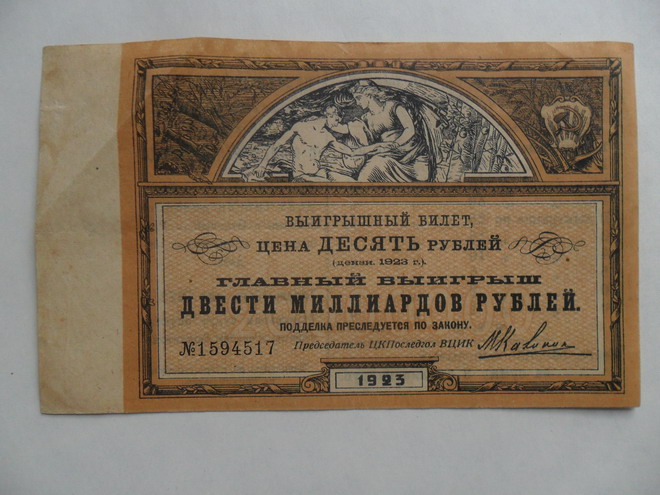 ВЫИГРЫШНЫЙ БИЛЕТ,
ЦЕНА ДЕСЯТЬ РУБЛЕЙ
(дензн. 1923 г.).
ГЛАВНЫЙ ВЫИГРЫШ
ДВЕСТИ МИЛЛИАРДОВ РУБЛЕЙ.
ПОДДЕЛКА ПРЕСЛЕДУЕТСЯ ПО ЗАКОНУ.
№1594517 Председатель ЦКПоследгол ВЦИК М Калинин
1923